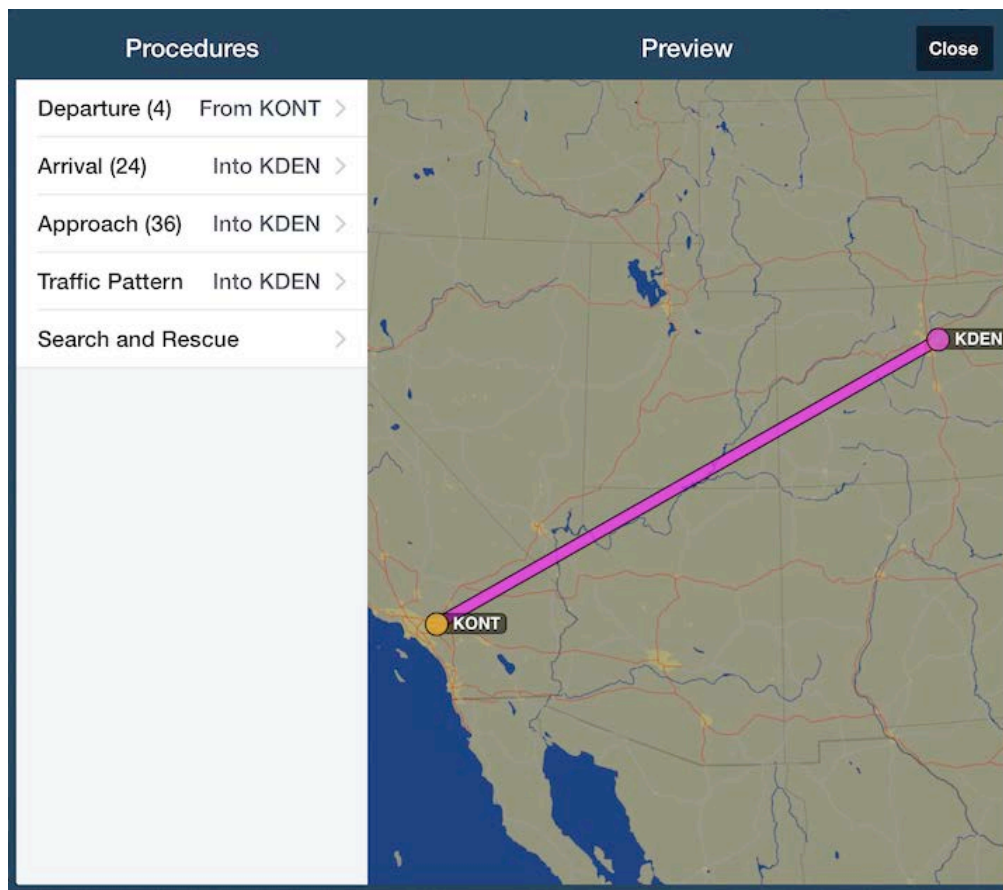 Procedures
Preview
Close
Departure (4) From KONT >
Arrival (24) Into KDEN >
Approach (36) Into KDEN >
Traffic Pattern Into KDEN >
Search and Rescue >
KDEN
KONT